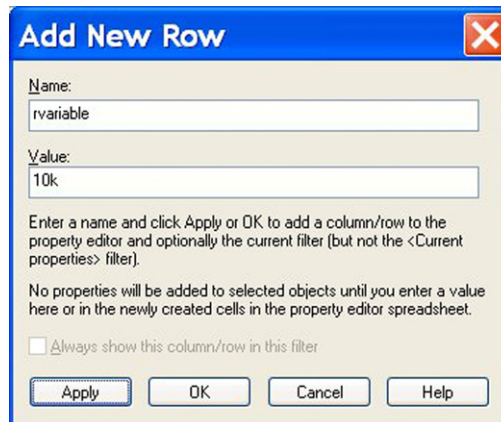 Add New Row
Name:
rvariable
Value:
10k
Enter a name and click Apply or OK to add a column/row to the
property editor and optionally the current filter (but not the <Current
properties> filter).
No properties will be added to selected objects until you enter a value
here or in the newly created cells in the property editor spreadsheet.
Always show this column/row in this filter
Apply OK Cancel Help